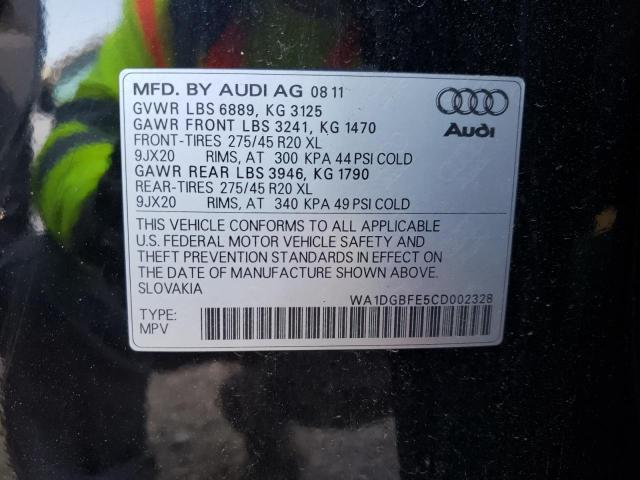 MFD. BY AUDI AG 08 11
GVWR LBS 6889, KG 3125
GAWR FRONT LBS 3241, KG 1470
FRONT-TIRES 275/45 R20 XL
9JX20 RIMS, AT 300 KPA 44 PSI COLD
GAWR REAR LBS 3946, KG 1790
REAR-TIRES 275/45 R20 XL
9JX20 RIMS, AT 340 KPA 49 PSI COLD
Audi
THIS VEHICLE CONFORMS TO ALL APPLICABLE
U.S. FEDERAL MOTOR VEHICLE SAFETY AND
THEFT PREVENTION STANDARDS IN EFFECT ON
THE DATE OF MANUFACTURE SHOWN ABOVE.
SLOVAKIA
WA1DGBFE5CD002328
TYPE:
MPV